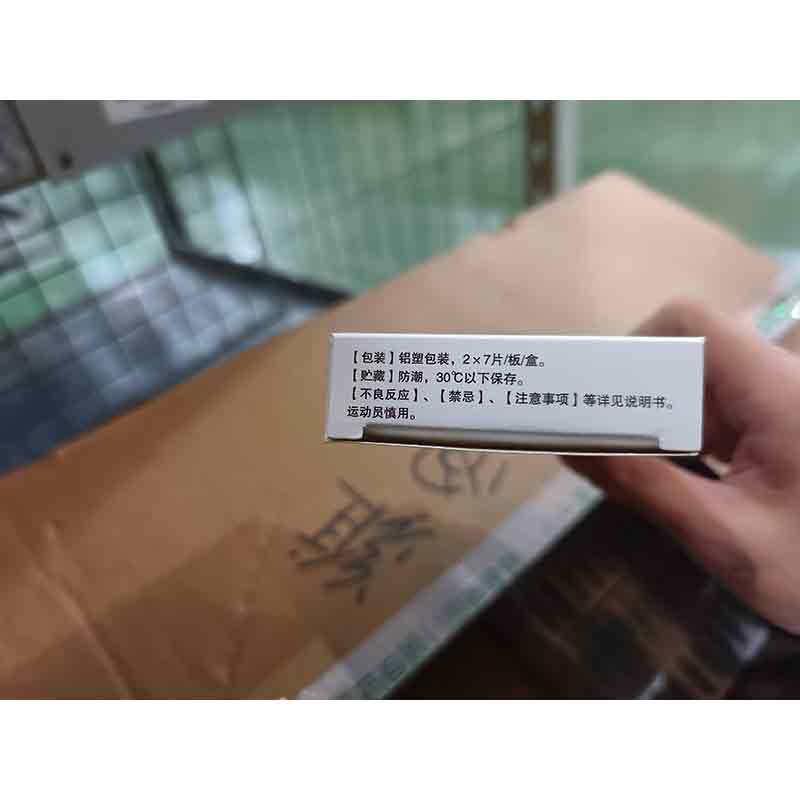 【包装】铝塑包装，2×7片/板/盒。
【贮藏】防潮，30℃以下保存。
【不良反应】、【禁忌】、【注意事项】等详见说明书。
运动员慎用。